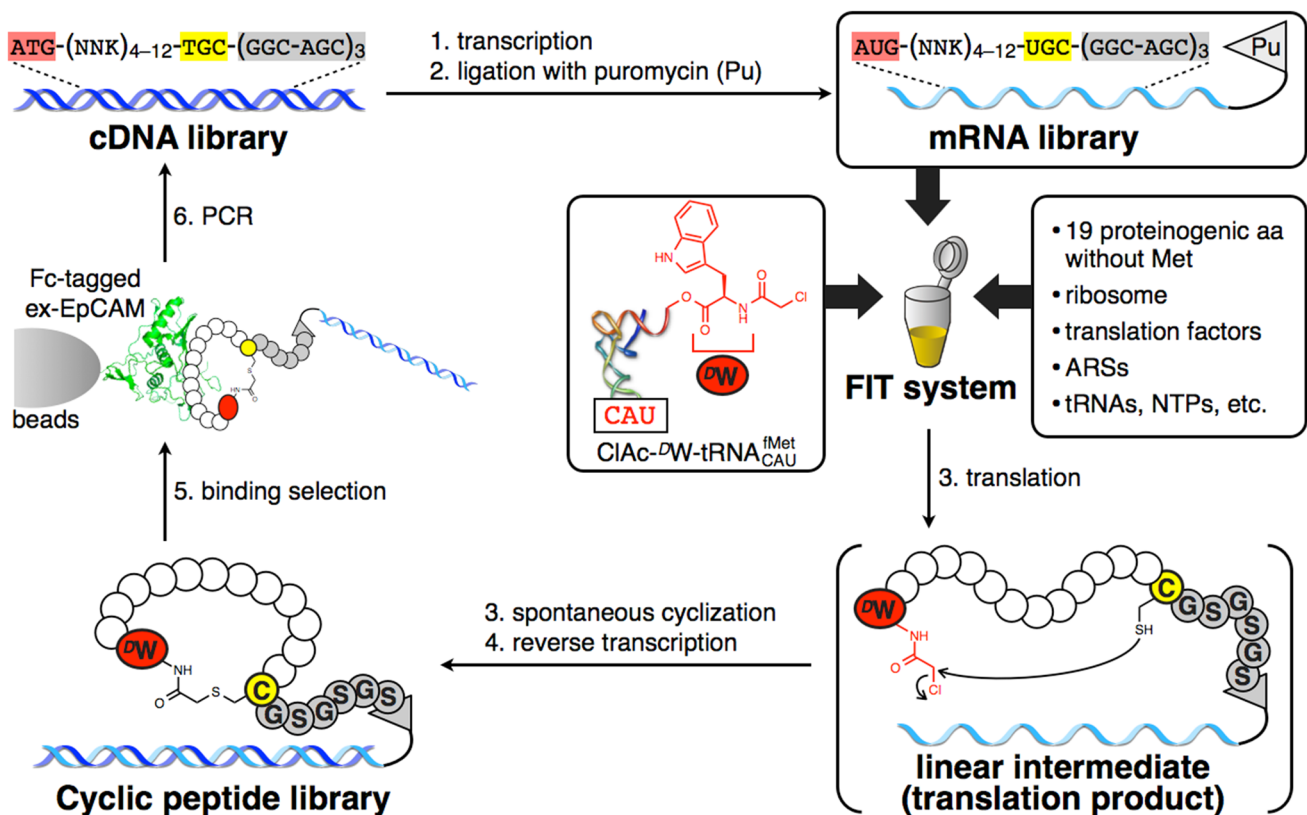 ATG-(NNK)4–12-TGC-(GGC-AGC)3
cDNA library
1. transcription
2. ligation with puromycin (Pu)
AUG-(NNK)4–12-UGC-(GGC-AGC)3
Pu
mRNA library
6. PCR
Fc-tagged
ex-EpCAM
beads
S
HN
O
HN
O
O
NH
O
Cl
DW
CAU
ClAc-DW-tRNA fMet CAU
FIT system
• 19 proteinogenic aa
without Met
• ribosome
• translation factors
• ARSs
• tRNAs, NTPs, etc.
3. translation
5. binding selection
DW
C
G
S
G
S
G
S
NH
O
Cl
SH
linear intermediate
(translation product)
3. spontaneous cyclization
4. reverse transcription
DW
NH
O
S
C
G
S
G
S
G
S
Cyclic peptide library